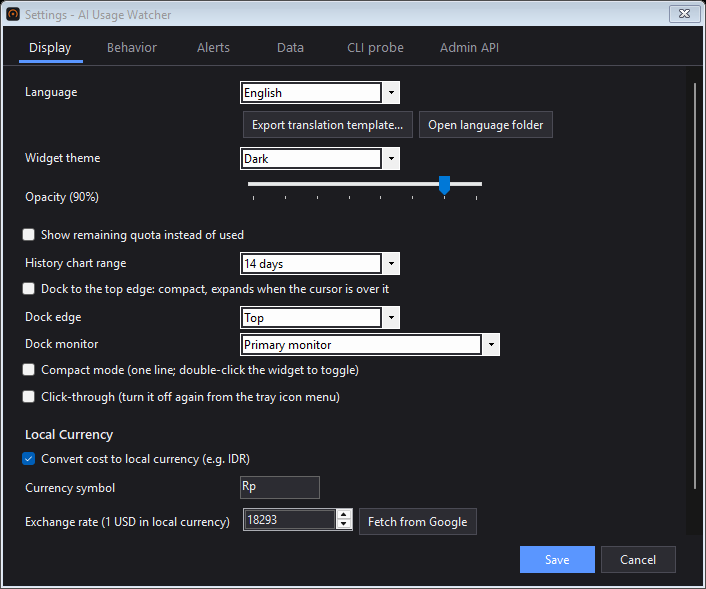 Settings - AI Usage Watcher
Display Behavior Alerts Data CLI probe Admin API
Language English
Export translation template... Open language folder
Widget theme Dark
Opacity (90%)
Show remaining quota instead of used
History chart range 14 days
Dock to the top edge: compact, expands when the cursor is over it
Dock edge Top
Dock monitor Primary monitor
Compact mode (one line; double-click the widget to toggle)
Click-through (turn it off again from the tray icon menu)
Local Currency
Convert cost to local currency (e.g. IDR)
Currency symbol Rp
Exchange rate (1 USD in local currency) 18293 Fetch from Google
Save Cancel